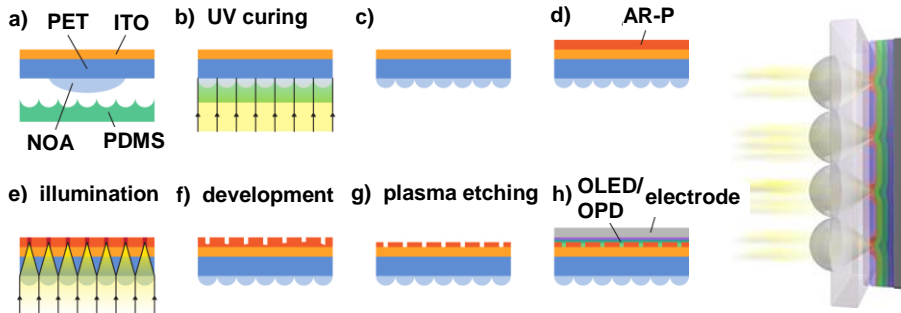 a) PET ITO
NOA PDMS
b) UV curing
c)
d) AR-P
e) illumination
f) development
g) plasma etching
h) OLED/
OPD
electrode